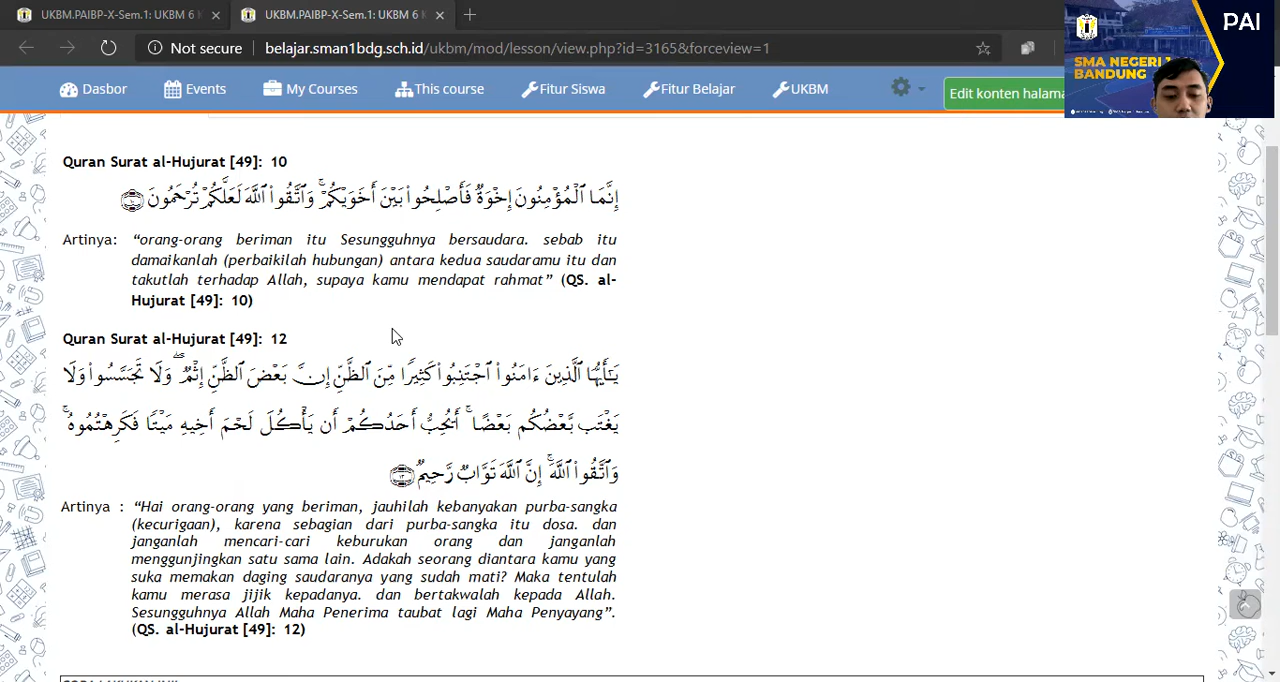 UKBM.PAIBP-X-Sem.1: UKBM 6 K
UKBM.PAIBP-X-Sem.1: UKBM 6 K
PAI
Not secure
belajar.sman1bdg.sch.id/ukbm/mod/lesson/view.php?id=3165&forceview=1
SMA NEGERI 1
BANDUNG
Dasbor
Events
My Courses
This course
Fitur Siswa
Fitur Belajar
UKBM
Edit konten halama
Quran Surat al-Hujurat [49]: 10
إِنَّمَا ٱلْمُؤْمِنُونَ إِخْوَةٌ فَأَصْلِحُوا۟ بَيْنَ أَخَوَيْكُمْ ۚ وَٱتَّقُوا۟ ٱللَّهَ لَعَلَّكُمْ تُرْحَمُونَ ۝١٠
Artinya: “orang-orang beriman itu Sesungguhnya bersaudara. sebab itu
damaikanlah (perbaikilah hubungan) antara kedua saudaramu itu dan
takutlah terhadap Allah, supaya kamu mendapat rahmat” (QS. al-
Hujurat [49]: 10)
Quran Surat al-Hujurat [49]: 12
يَـٰٓأَيُّهَا ٱلَّذِينَ ءَامَنُوا۟ ٱجْتَنِبُوا۟ كَثِيرًا مِّنَ ٱلظَّنِّ إِنَّ بَعْضَ ٱلظَّنِّ إِثْمٌ ۖ وَلَا تَجَسَّسُوا۟ وَلَا
يَغْتَب بَّعْضُكُم بَعْضًا ۚ أَيُحِبُّ أَحَدُكُمْ أَن يَأْكُلَ لَحْمَ أَخِيهِ مَيْتًا فَكَرِهْتُمُوهُ ۚ
وَٱتَّقُوا۟ ٱللَّهَ ۚ إِنَّ ٱللَّهَ تَوَّابٌ رَّحِيمٌ ۝١٢
Artinya : “Hai orang-orang yang beriman, jauhilah kebanyakan purba-sangka
(kecurigaan), karena sebagian dari purba-sangka itu dosa. dan
janganlah mencari-cari keburukan orang dan janganlah
menggunjingkan satu sama lain. Adakah seorang diantara kamu yang
suka memakan daging saudaranya yang sudah mati? Maka tentulah
kamu merasa jijik kepadanya. dan bertakwalah kepada Allah.
Sesungguhnya Allah Maha Penerima taubat lagi Maha Penyayang”.
(QS. al-Hujurat [49]: 12)